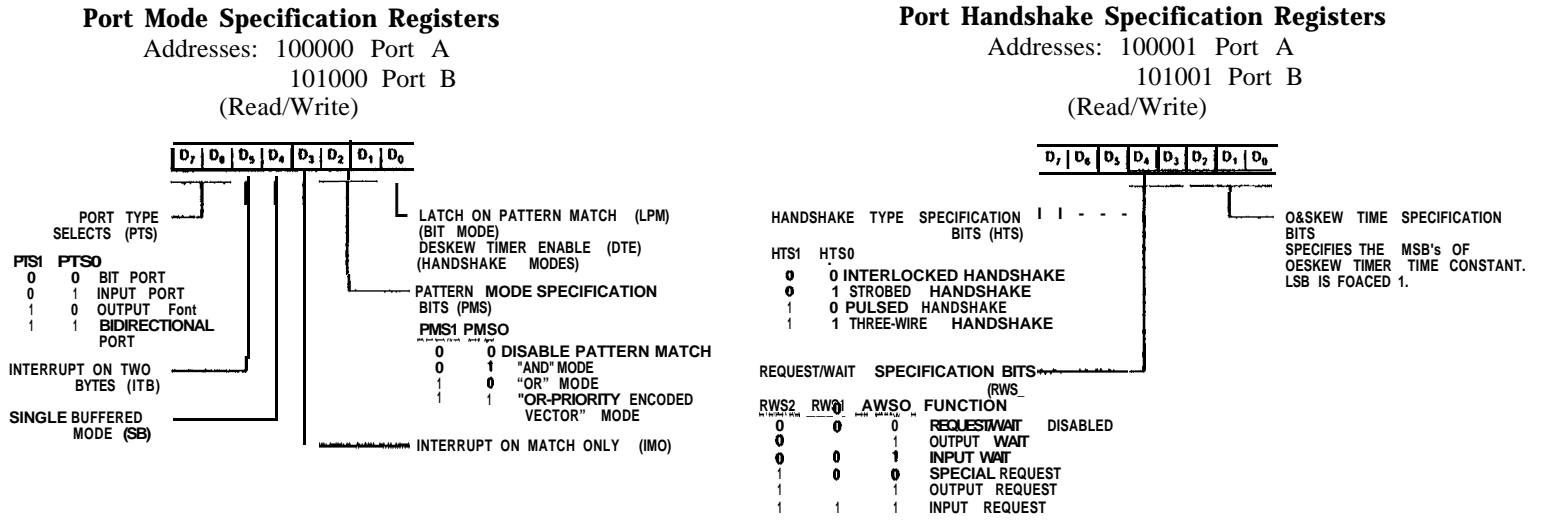 Port Mode Specification Registers
Addresses: 100000 Port A
101000 Port B
(Read/Write)
D7 D6 D5 D4 D3 D2 D1 D0
PORT TYPE
SELECTS (PTS)
PTS1 PTS0
0 0 BIT PORT
0 1 INPUT PORT
1 0 OUTPUT Font
1 1 BIDIRECTIONAL
PORT
INTERRUPT ON TWO
BYTES (ITB)
SINGLE BUFFERED
MODE (SB)
LATCH ON PATTERN MATCH (LPM)
(BIT MODE)
DESKEW TIMER ENABLE (DTE)
(HANDSHAKE MODES)
PATTERN MODE SPECIFICATION
BITS (PMS)
PMS1 PMSO
0 0 DISABLE PATTERN MATCH
0 1 "AND" MODE
1 0 "OR" MODE
1 1 "OR-PRIORITY ENCODED
VECTOR" MODE
INTERRUPT ON MATCH ONLY (IMO)
Port Handshake Specification Registers
Addresses: 100001 Port A
101001 Port B
(Read/Write)
D7 D6 D5 D4 D3 D2 D1 D0
HANDSHAKE TYPE SPECIFICATION I I - - -
BITS (HTS)
HTS1 HTS0
0 0 INTERLOCKED HANDSHAKE
0 1 STROBED HANDSHAKE
1 0 PULSED HANDSHAKE
1 1 THREE-WIRE HANDSHAKE
REQUEST/WAIT SPECIFICATION BITS
(RWS_
RWS2 AWSO FUNCTION
0 0 0 REQUEST/WAIT DISABLED
0 1 OUTPUT WAIT
0 0 1 INPUT WAIT
1 0 0 SPECIAL REQUEST
1 1 OUTPUT REQUEST
1 1 1 INPUT REQUEST
O&SKEW TIME SPECIFICATION
BITS
SPECIFIES THE MSB's OF
OESKEW TIMER TIME CONSTANT.
LSB IS FOACED 1.